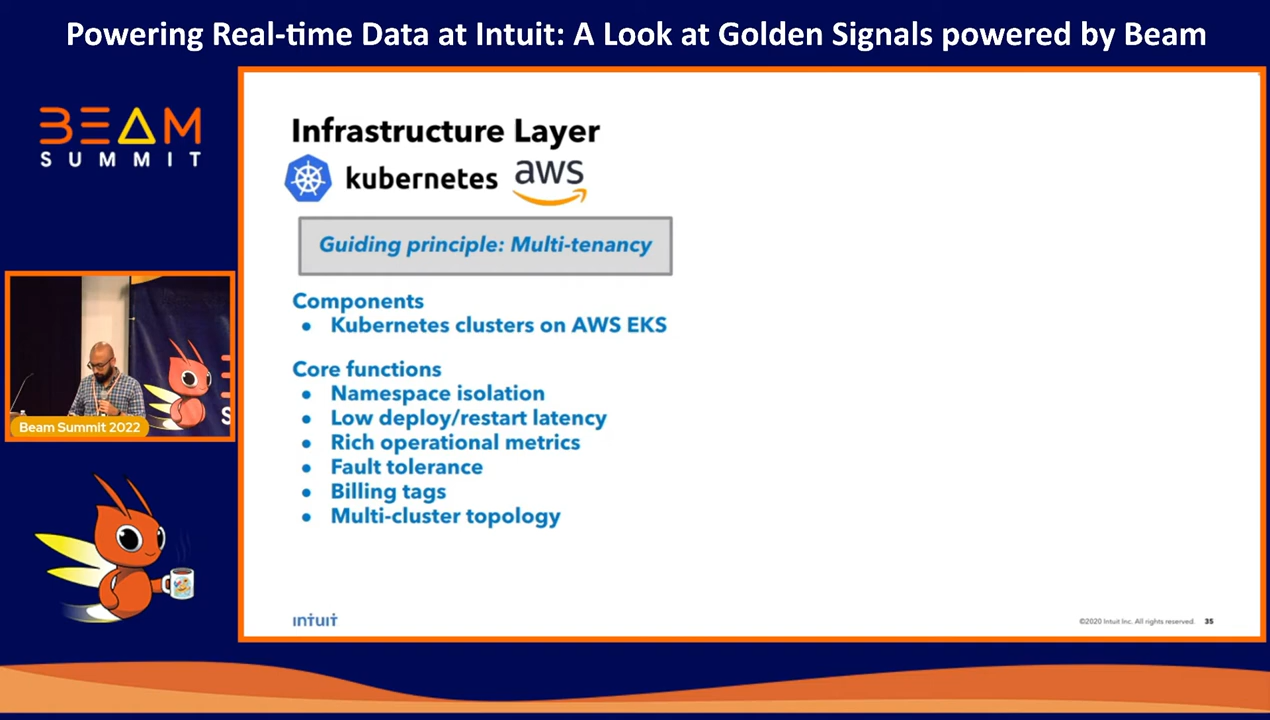 Powering Real-time Data at Intuit: A Look at Golden Signals powered by Beam
BEAM
SUMMIT
Infrastructure Layer
kubernetes aws
Guiding principle: Multi-tenancy
Components
● Kubernetes clusters on AWS EKS
Core functions
● Namespace isolation
● Low deploy/restart latency
● Rich operational metrics
● Fault tolerance
● Billing tags
● Multi-cluster topology
Beam Summit 2022
S
intuit
©2020 Intuit Inc. All rights reserved. 35